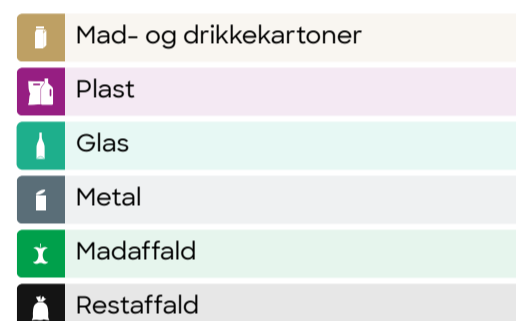 Mad- og drikkekartoner
Plast
Glas
Metal
Madaffald
Restaffald